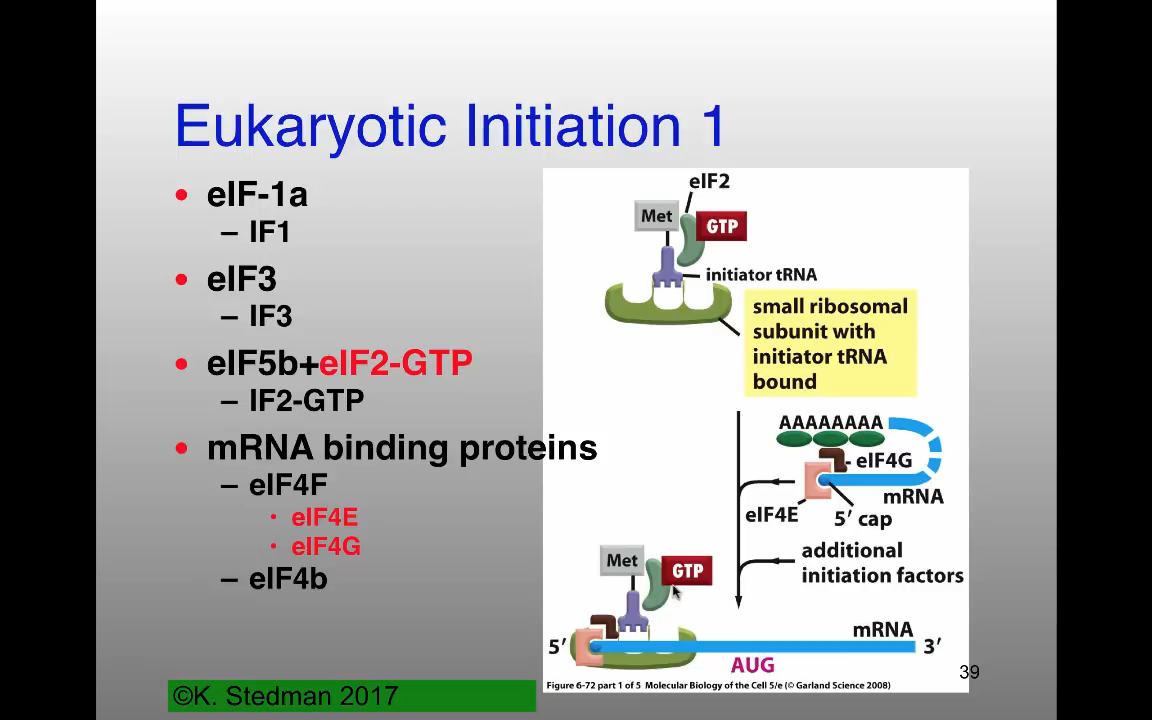 Eukaryotic Initiation 1
• eIF-1a
– IF1
• eIF3
– IF3
• eIF5b+eIF2-GTP
– IF2-GTP
• mRNA binding proteins
– eIF4F
• eIF4E
• eIF4G
– eIF4b
eIF2
Met
GTP
initiator tRNA
small ribosomal
subunit with
initiator tRNA
bound
AAAAAAAA
eIF4G
mRNA
eIF4E
5′ cap
additional
initiation factors
Met
GTP
mRNA
5′
3′
AUG
Figure 6-72 part 1 of 5 Molecular Biology of the Cell 5/e (© Garland Science 2008)
39
©K. Stedman 2017